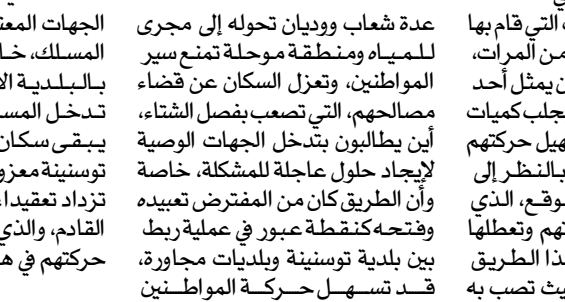 التي قام بها
من المرات،
ن يمثل أحد
جلب كميات
هيل حركتهم
بالنظر إلى
وقع، الذي
تهم وتعطلها
ذا الطريق
يث تصب به
عدة شعاب ووديان تحوله إلى مجرى
للمياه ومنطقة موحلة تمنع سير
المواطنين، وتعزل السكان عن قضاء
مصالحهم، التي تصعب بفصل الشتاء،
أين يطالبون بتدخل الجهات الوصية
لإيجاد حلول عاجلة للمشكلة، خاصة
وأن الطريق كان من المفترض تعبيده
وفتحه كنقطة عبور في عملية ربط
بين بلدية توسنينة وبلديات مجاورة،
قد تسهل حركة المواطنين
الجهات المعن
المسلك، خا
بالبلدية الا
تدخل المس
يبقى سكان
توسنينة معزو
تزداد تعقيدا
القادم، والذي
حركتهم في ه